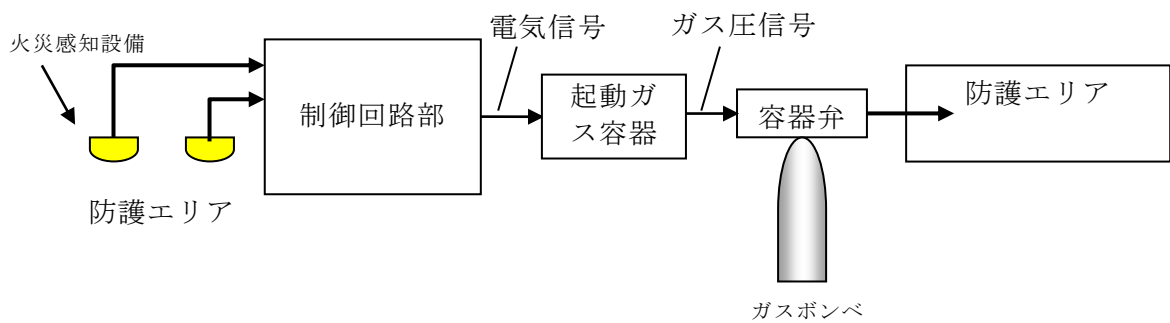 火災感知設備
電気信号
ガス圧信号
制御回路部
起動ガ
ス容器
容器弁
防護エリア
防護エリア
ガスボンベ